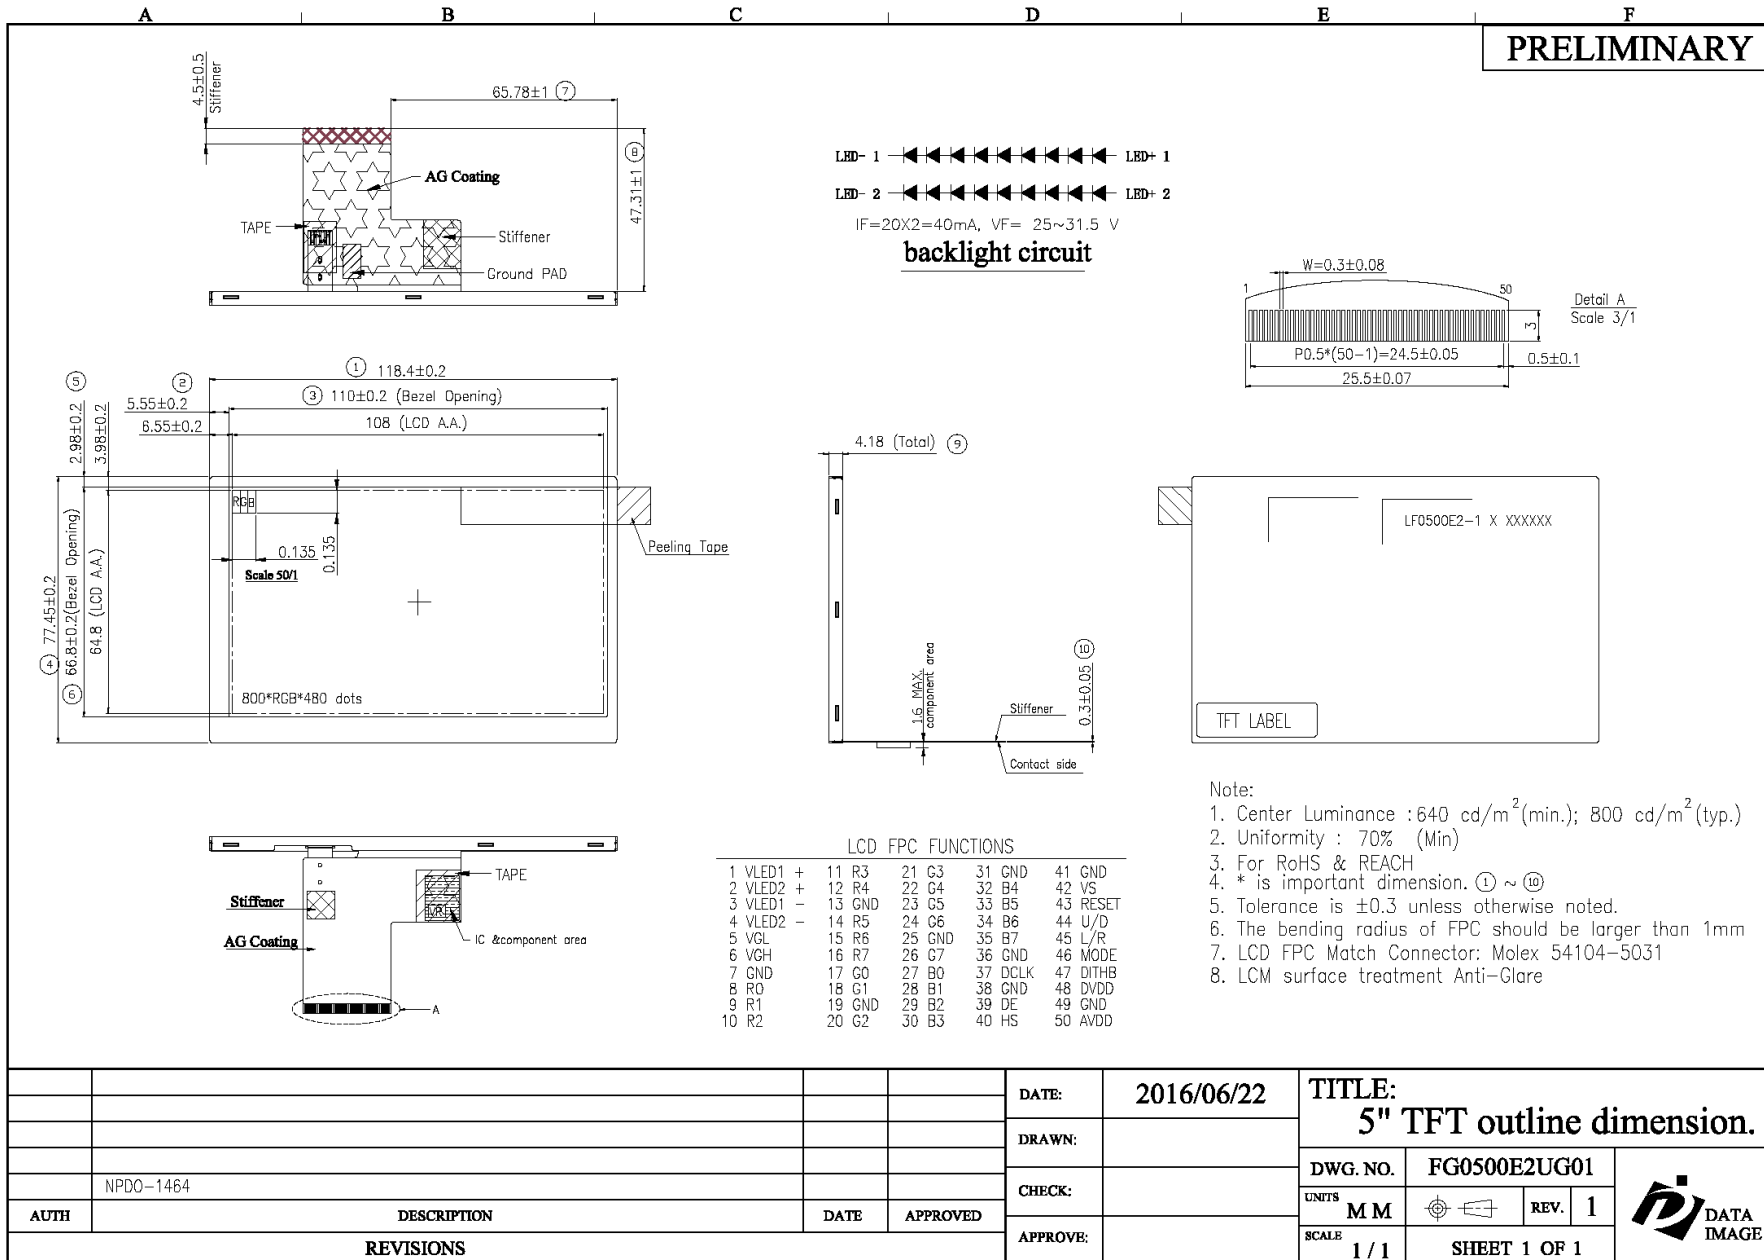 A B C D E F
PRELIMINARY
4.5±0.5
Stiffener
65.78±1 7
47.31±1 8
AG Coating
TAPE
Stiffener
Ground PAD
LED- 1 LED+ 1
LED- 2 LED+ 2
IF=20X2=40mA, VF= 25~31.5 V
backlight circuit
W=0.3±0.08
1 50
3
Detail A
Scale 3/1
P0.5*(50-1)=24.5±0.05
0.5±0.1
25.5±0.07
1 118.4±0.2
3 110±0.2 (Bezel Opening)
108 (LCD A.A.)
2
5.55±0.2
6.55±0.2
5
2.98±0.2
3.98±0.2
4 77.45±0.2
6 66.8±0.2(Bezel Opening)
64.8 (LCD A.A.)
RGB
0.135
0.135
Scale 50/1
800*RGB*480 dots
Peeling Tape
4.18 (Total) 9
1.6 MAX.
component area
Stiffener
Contact side
0.3±0.05 10
LF0500E2-1 X XXXXXX
TFT LABEL
TAPE
Stiffener
AG Coating
VR
IC &component area
A
LCD FPC FUNCTIONS
1 VLED1 + 11 R3 21 G3 31 GND 41 GND
2 VLED2 + 12 R4 22 G4 32 B4 42 VS
3 VLED1 - 13 GND 23 G5 33 B5 43 RESET
4 VLED2 - 14 R5 24 G6 34 B6 44 U/D
5 VGL 15 R6 25 GND 35 B7 45 L/R
6 VGH 16 R7 26 G7 36 GND 46 MODE
7 GND 17 G0 27 B0 37 DCLK 47 DITHB
8 R0 18 G1 28 B1 38 GND 48 DVDD
9 R1 19 GND 29 B2 39 DE 49 GND
10 R2 20 G2 30 B3 40 HS 50 AVDD
Note:
1. Center Luminance :640 cd/m²(min.); 800 cd/m²(typ.)
2. Uniformity : 70% (Min)
3. For RoHS & REACH
4. * is important dimension. ① ~ ⑩
5. Tolerance is ±0.3 unless otherwise noted.
6. The bending radius of FPC should be larger than 1mm
7. LCD FPC Match Connector: Molex 54104-5031
8. LCM surface treatment Anti-Glare
NPDO-1464
AUTH DESCRIPTION DATE APPROVED
REVISIONS
DATE: 2016/06/22
DRAWN:
CHECK:
APPROVE:
TITLE:
5" TFT outline dimension.
DWG. NO. FG0500E2UG01
UNITS MM REV. 1
SCALE 1 / 1 SHEET 1 OF 1
DATA
IMAGE